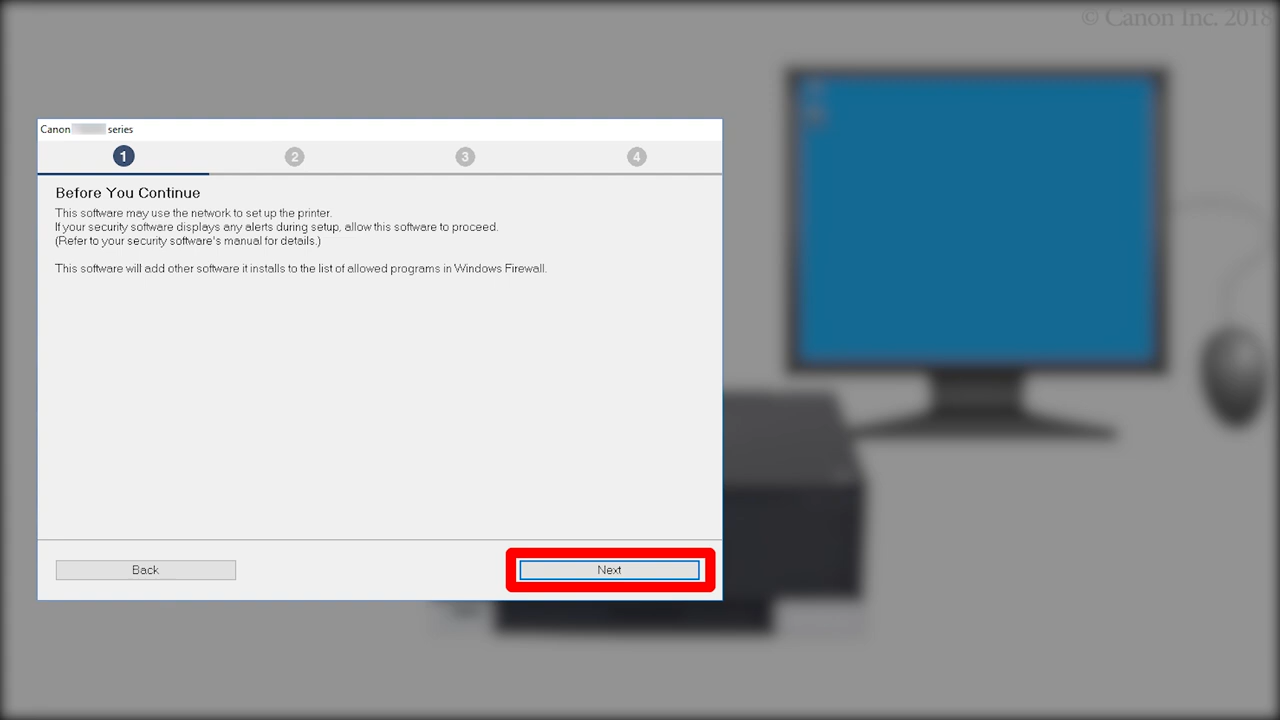 © Canon Inc. 2018
Canon series
1 2 3 4
Before You Continue
This software may use the network to set up the printer.
If your security software displays any alerts during setup, allow this software to proceed.
(Refer to your security software's manual for details.)
This software will add other software it installs to the list of allowed programs in Windows Firewall.
Back Next